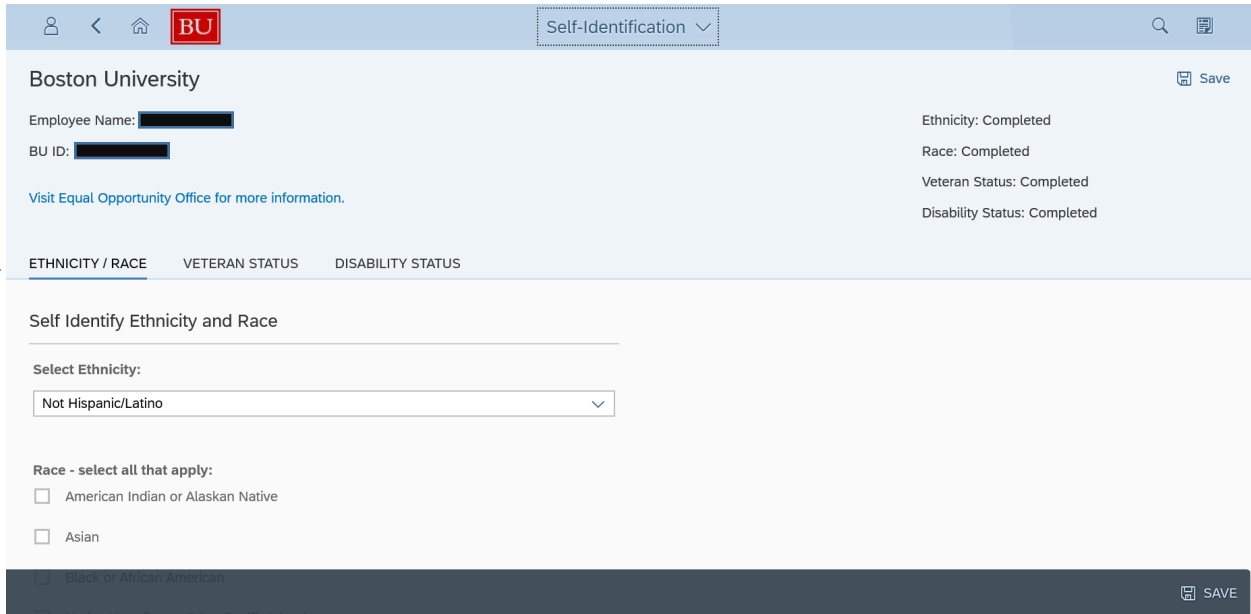 BU
Self-Identification
Boston University
Save
Employee Name:
Ethnicity: Completed
BU ID:
Race: Completed
Veteran Status: Completed
Visit Equal Opportunity Office for more information.
Disability Status: Completed
ETHNICITY / RACE VETERAN STATUS DISABILITY STATUS
Self Identify Ethnicity and Race
Select Ethnicity:
Not Hispanic/Latino
Race - select all that apply:
American Indian or Alaskan Native
Asian
Black or African American
SAVE